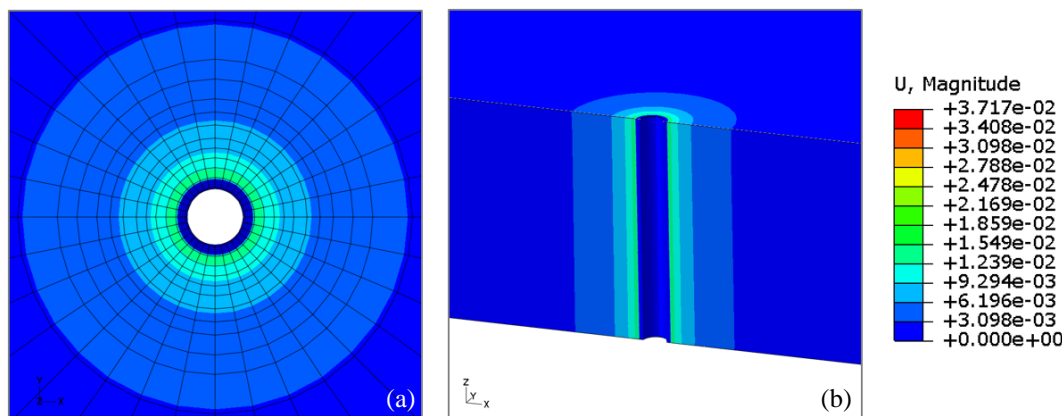 Y
Z X
(a)
Z
Y
X
(b)
U, Magnitude
+3.717e-02
+3.408e-02
+3.098e-02
+2.788e-02
+2.478e-02
+2.169e-02
+1.859e-02
+1.549e-02
+1.239e-02
+9.294e-03
+6.196e-03
+3.098e-03
+0.000e+00